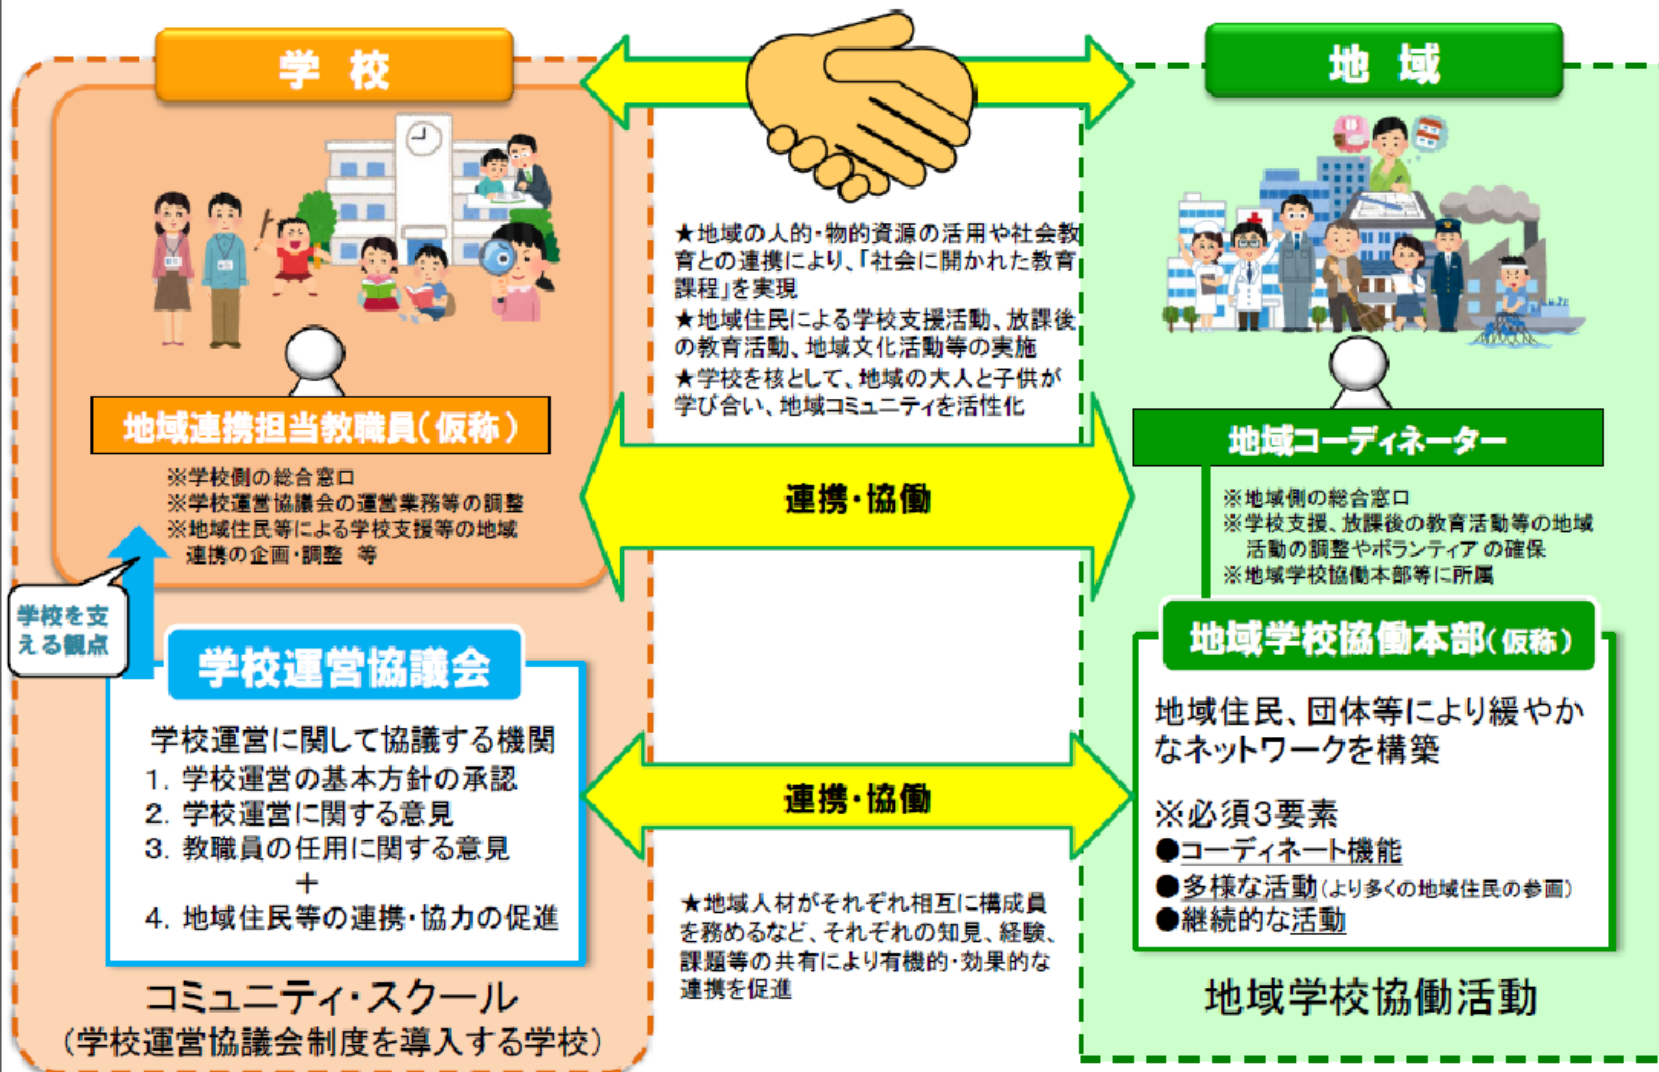 学 校
地 域
★地域の人的・物的資源の活用や社会教
育との連携により、「社会に開かれた教育
課程」を実現
★地域住民による学校支援活動、放課後
の教育活動、地域文化活動等の実施
★学校を核として、地域の大人と子供が
学び合い、地域コミュニティを活性化
地域連携担当教職員(仮称)
※学校側の総合窓口
※学校運営協議会の運営業務等の調整
※地域住民等による学校支援等の地域
連携の企画・調整 等
連携・協働
地域コーディネーター
※地域側の総合窓口
※学校支援、放課後の教育活動等の地域
活動の調整やボランティア の確保
※地域学校協働本部等に所属
学校を支
える観点
学校運営協議会
学校運営に関して協議する機関
1. 学校運営の基本方針の承認
2. 学校運営に関する意見
3. 教職員の任用に関する意見
+
4. 地域住民等の連携・協力の促進
連携・協働
★地域人材がそれぞれ相互に構成員
を務めるなど、それぞれの知見、経験、
課題等の共有により有機的・効果的な
連携を促進
地域学校協働本部(仮称)
地域住民、団体等により緩やか
なネットワークを構築
※必須3要素
●コーディネート機能
●多様な活動(より多くの地域住民の参画)
●継続的な活動
コミュニティ・スクール
(学校運営協議会制度を導入する学校)
地域学校協働活動